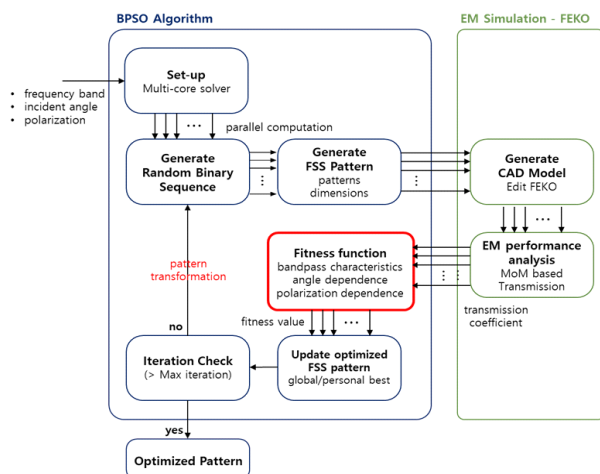 BPSO Algorithm
EM Simulation - FEKO
Set-up
Multi-core solver
• frequency band
• incident angle
• polarization
parallel computation
Generate
Random Binary
Sequence
Generate
FSS Pattern
patterns
dimensions
Generate
CAD Model
Edit FEKO
pattern
transformation
Fitness function
bandpass characteristics
angle dependence
polarization dependence
EM performance
analysis
MoM based
Transmission
transmission
coefficient
fitness value
no
Iteration Check
(> Max iteration)
Update optimized
FSS pattern
global/personal best
yes
Optimized Pattern